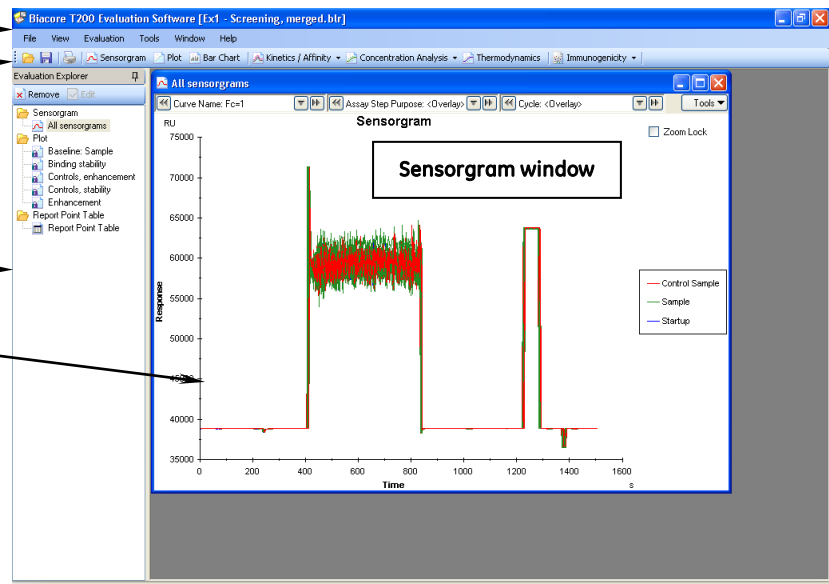 Biacore T200 Evaluation Software [Ex1 - Screening, merged.blr]
File View Evaluation Tools Window Help
Sensorgram Plot Bar Chart Kinetics / Affinity Concentration Analysis Thermodynamics Immunogenicity
Evaluation Explorer
Remove Edit
Sensorgram
All sensorgrams
Plot
Baseline: Sample
Binding stability
Controls, enhancement
Controls, stability
Enhancement
Report Point Table
Report Point Table
All sensorgrams
Curve Name: Fc=1 Assay Step Purpose: <Overlay> Cycle: <Overlay> Tools
RU
Sensorgram
Zoom Lock
Sensorgram window
75000
70000
65000
60000
55000
50000
45000
40000
35000
Response
Control Sample
Sample
Startup
0 200 400 600 800 1000 1200 1400 1600
Time
s